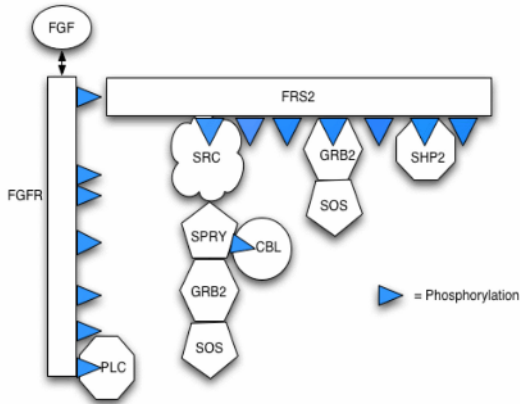 FGF
FRS2
SRC
GRB2
SHP2
FGFR
SOS
SPRY
CBL
GRB2
= Phosphorylation
SOS
PLC